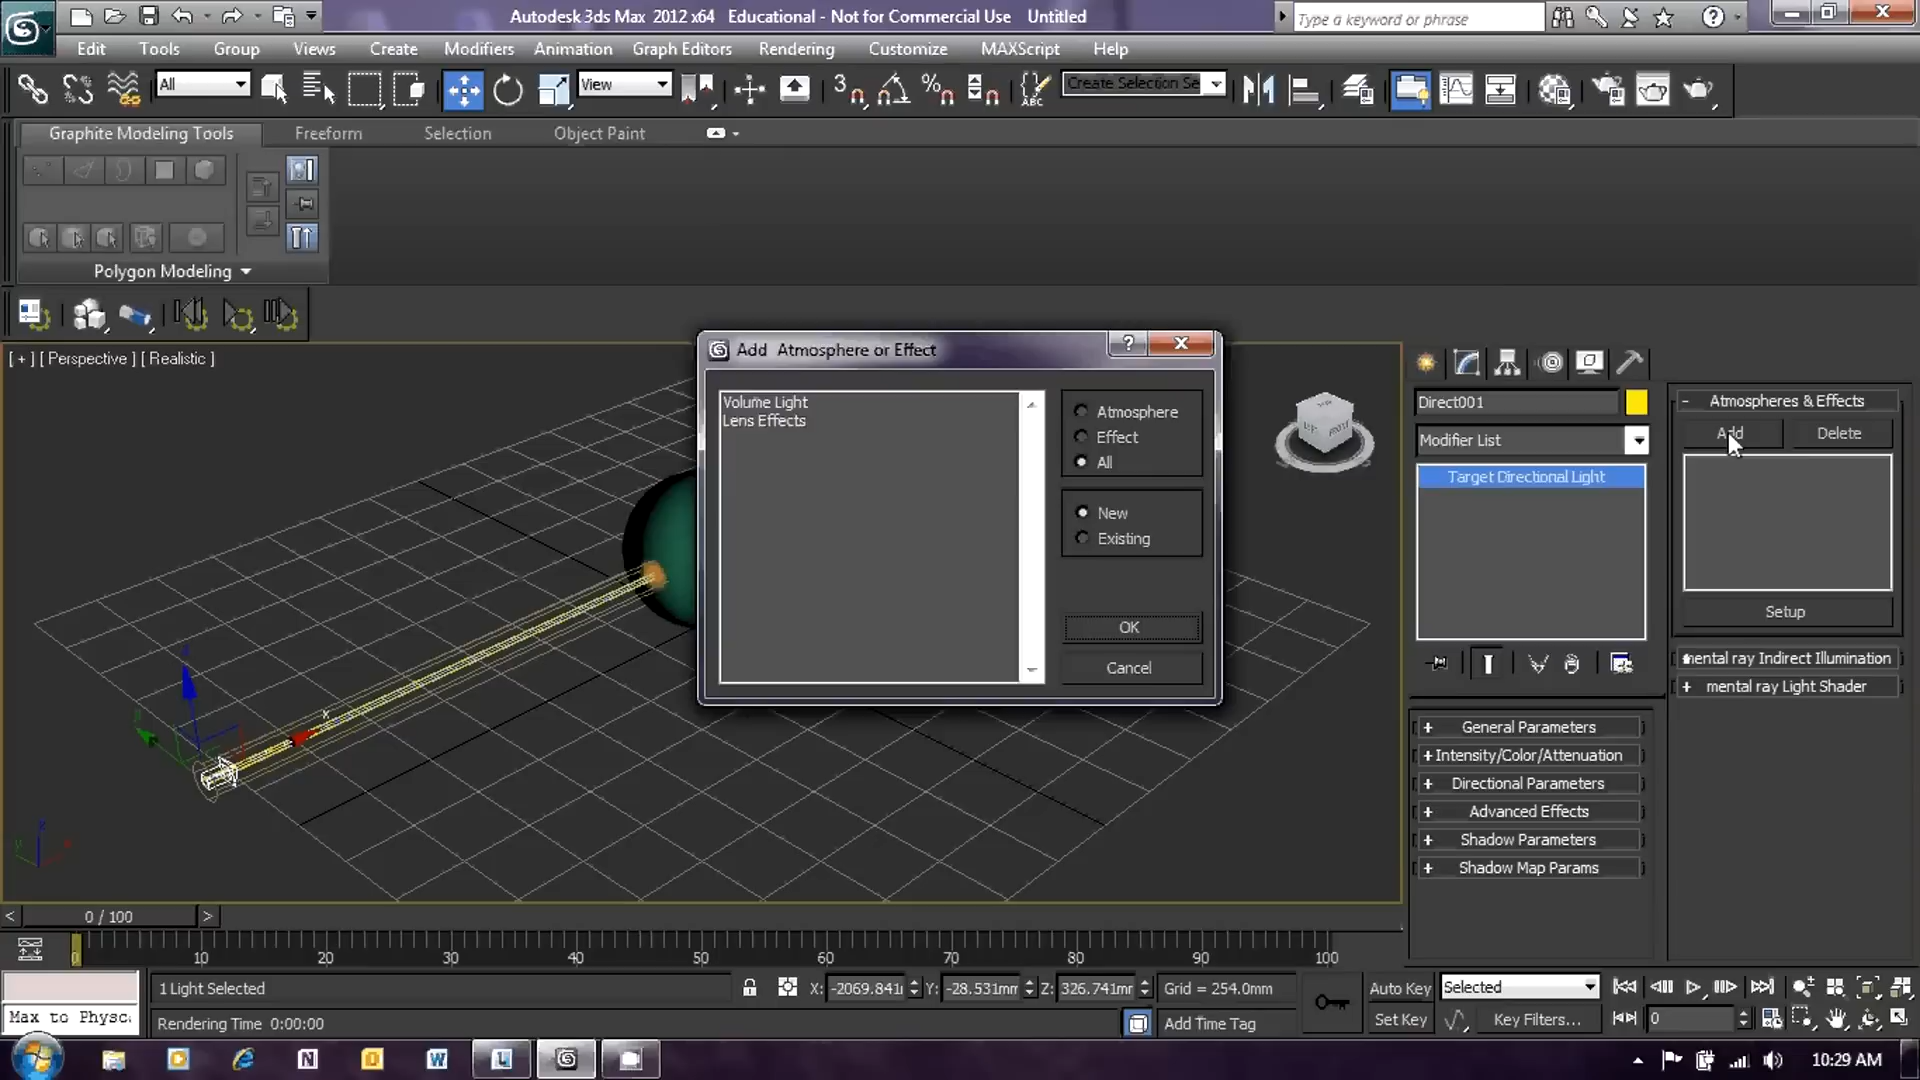 Autodesk 3ds Max 2012 x64 Educational - Not for Commercial Use Untitled
Type a keyword or phrase
Edit Tools Group Views Create Modifiers Animation Graph Editors Rendering Customize MAXScript Help
All View Create Selection Se
Graphite Modeling Tools Freeform Selection Object Paint
Polygon Modeling
[ + ] [ Perspective ] [ Realistic ]
Add Atmosphere or Effect
Volume Light
Lens Effects
Atmosphere
Effect
All
New
Existing
OK
Cancel
Direct001
Modifier List
Target Directional Light
General Parameters
Intensity/Color/Attenuation
Directional Parameters
Advanced Effects
Shadow Parameters
Shadow Map Params
Atmospheres & Effects
Add Delete
Setup
mental ray Indirect Illumination
mental ray Light Shader
0 / 100
0 10 20 30 40 50 60 70 80 90 100
1 Light Selected X: -2069.841 Y: -28.531mr Z: 326.741mr Grid = 254.0mm Auto Key Selected
Max to Physc Rendering Time 0:00:00 Add Time Tag Set Key Key Filters... 0
10:29 AM